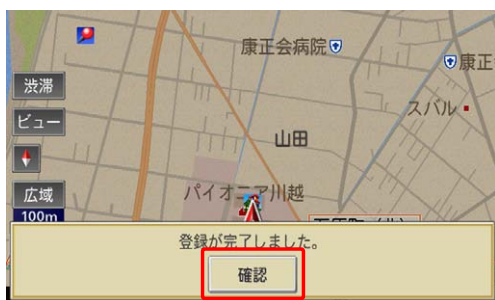 康正会病院
康正
渋滞
スバル
ビュー
山田
広域
パイオニア川越
100m
登録が完了しました。
確認